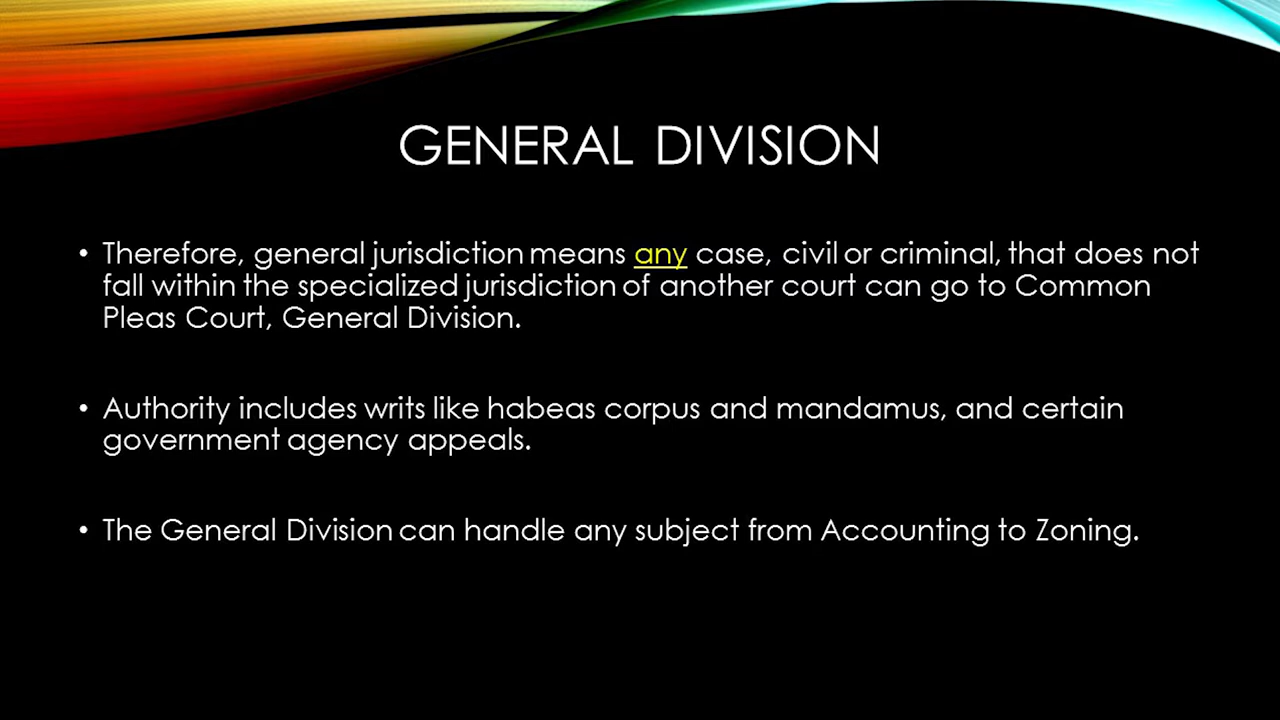 GENERAL DIVISION
• Therefore, general jurisdiction means any case, civil or criminal, that does not
fall within the specialized jurisdiction of another court can go to Common
Pleas Court, General Division.
• Authority includes writs like habeas corpus and mandamus, and certain
government agency appeals.
• The General Division can handle any subject from Accounting to Zoning.